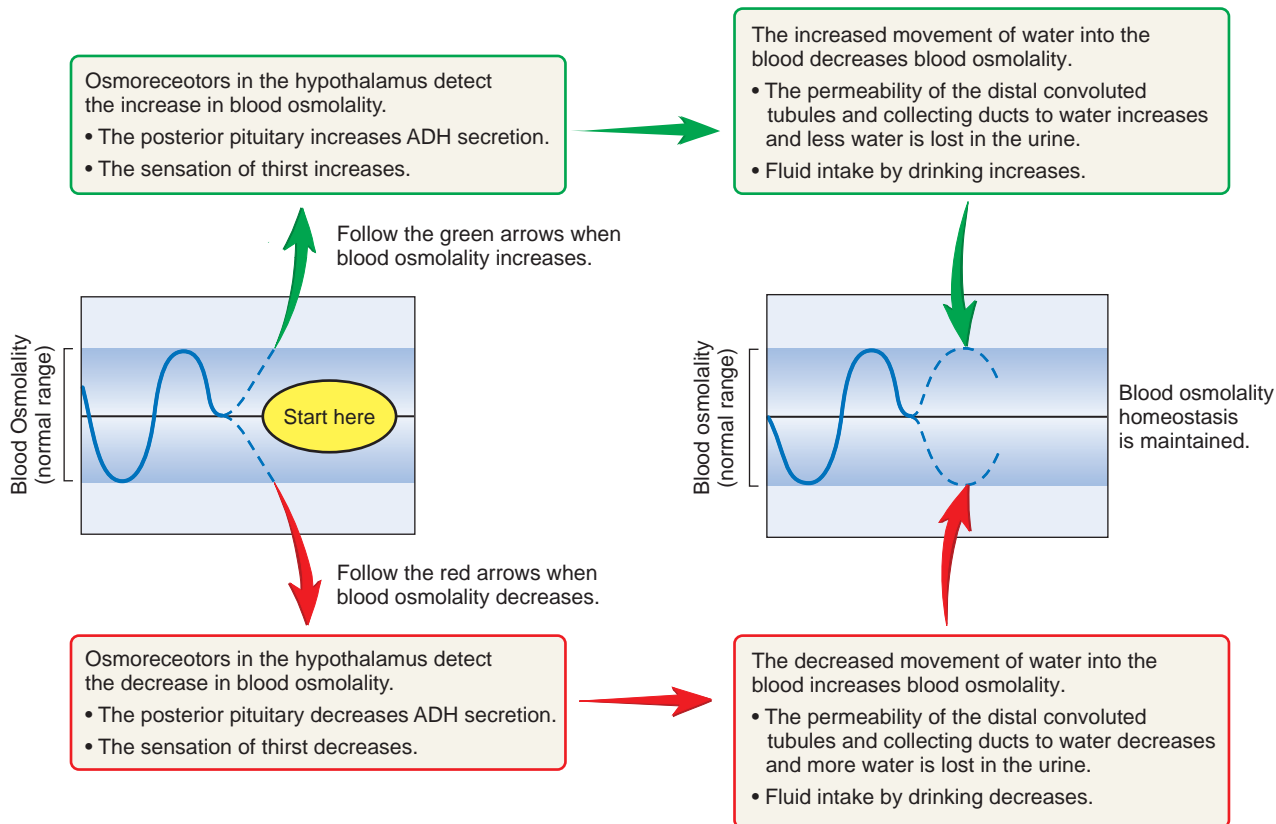 Osmoreceotors in the hypothalamus detect
the increase in blood osmolality.
• The posterior pituitary increases ADH secretion.
• The sensation of thirst increases.
The increased movement of water into the
blood decreases blood osmolality.
• The permeability of the distal convoluted
tubules and collecting ducts to water increases
and less water is lost in the urine.
• Fluid intake by drinking increases.
Follow the green arrows when
blood osmolality increases.
Blood Osmolality
(normal range)
Start here
Blood osmolality
(normal range)
Blood osmolality
homeostasis
is maintained.
Follow the red arrows when
blood osmolality decreases.
Osmoreceotors in the hypothalamus detect
the decrease in blood osmolality.
• The posterior pituitary decreases ADH secretion.
• The sensation of thirst decreases.
The decreased movement of water into the
blood increases blood osmolality.
• The permeability of the distal convoluted
tubules and collecting ducts to water decreases
and more water is lost in the urine.
• Fluid intake by drinking decreases.